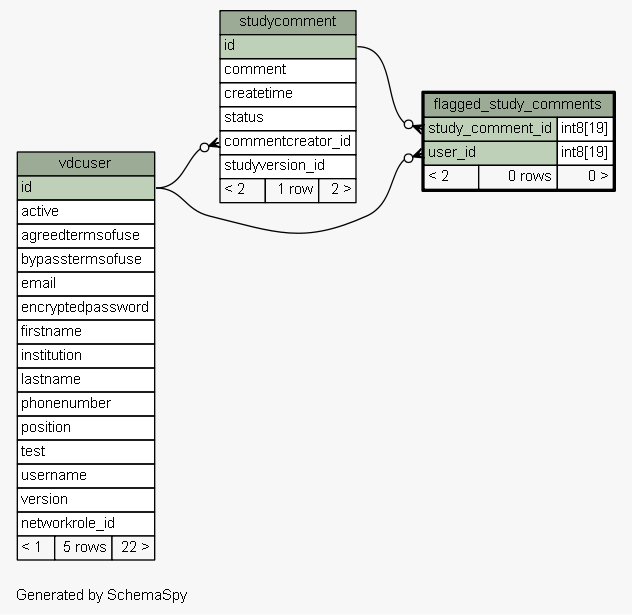 studycomment
id
comment
createtime
status
commentcreator_id
studyversion_id
< 2 1 row 2 >
flagged_study_comments
study_comment_id int8[19]
user_id int8[19]
< 2 0 rows 0 >
vdcuser
id
active
agreedtermsofuse
bypasstermsofuse
email
encryptedpassword
firstname
institution
lastname
phonenumber
position
test
username
version
networkrole_id
< 1 5 rows 22 >
Generated by SchemaSpy